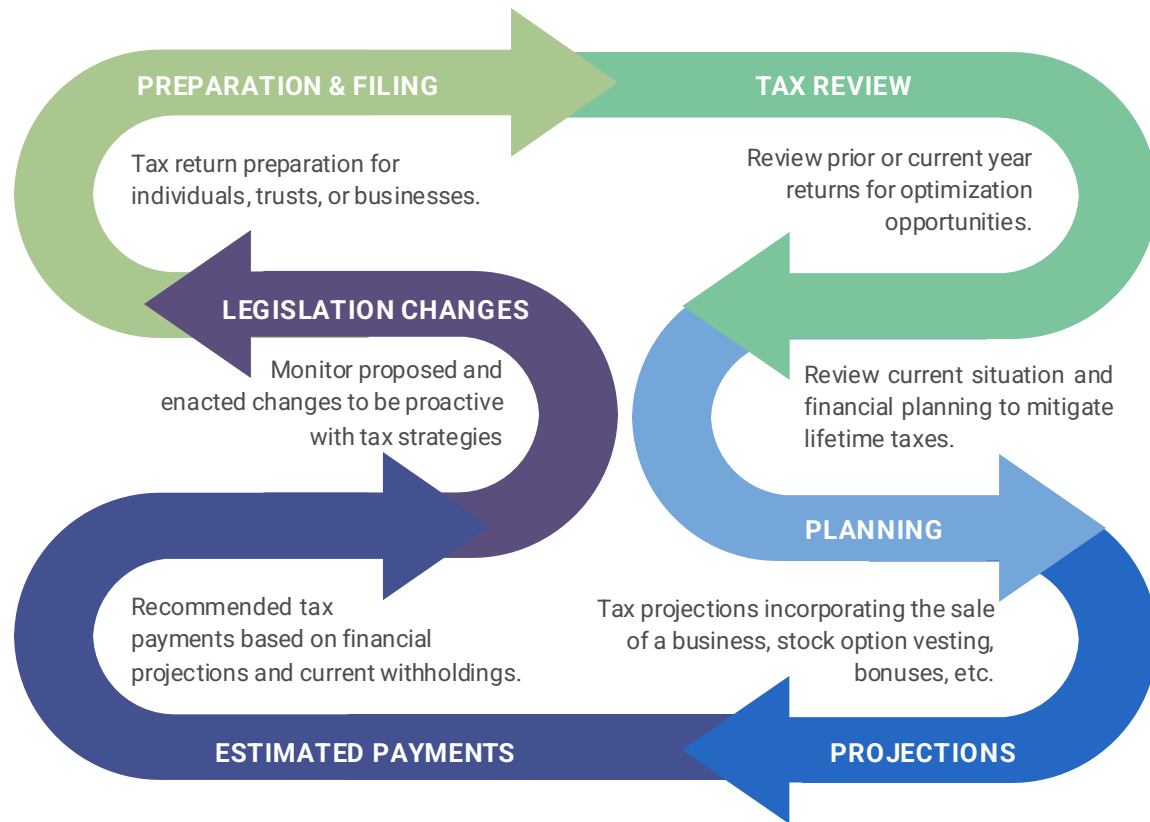 PREPARATION & FILING
Tax return preparation for
individuals, trusts, or businesses.
TAX REVIEW
Review prior or current year
returns for optimization
opportunities.
LEGISLATION CHANGES
Monitor proposed and
enacted changes to be proactive
with tax strategies
Review current situation and
financial planning to mitigate
lifetime taxes.
PLANNING
Recommended tax
payments based on financial
projections and current withholdings.
ESTIMATED PAYMENTS
Tax projections incorporating the sale
of a business, stock option vesting,
bonuses, etc.
PROJECTIONS